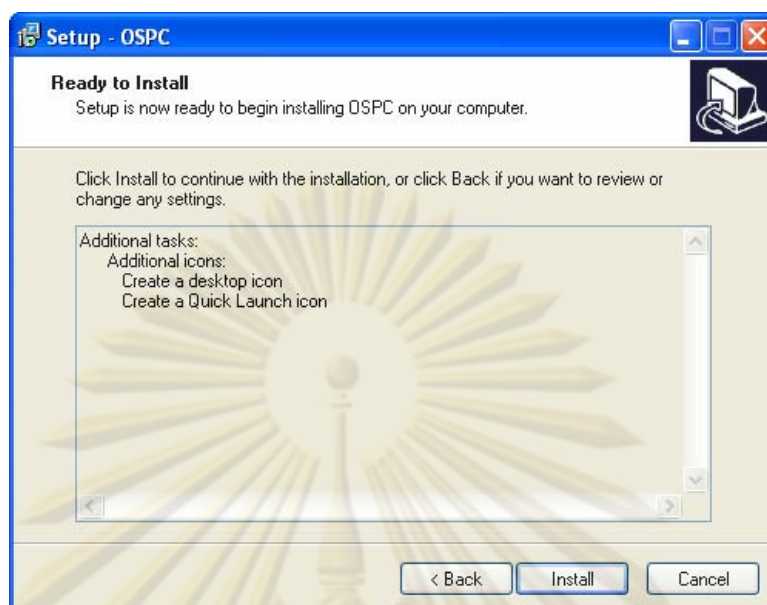 Setup - OSPC
Ready to Install
Setup is now ready to begin installing OSPC on your computer.
Click Install to continue with the installation, or click Back if you want to review or
change any settings.
Additional tasks:
Additional icons:
Create a desktop icon
Create a Quick Launch icon
< Back
Install
Cancel